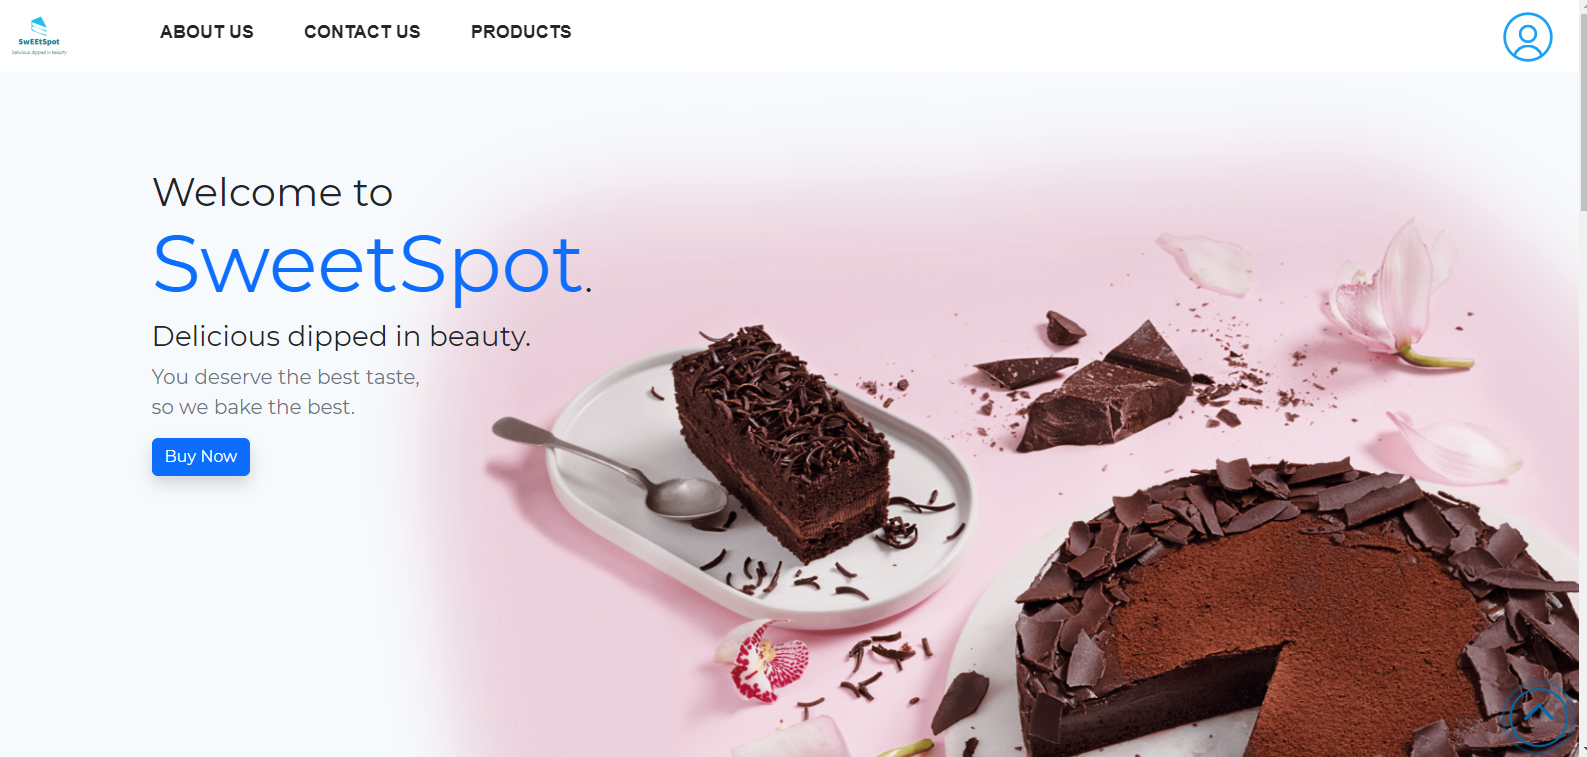 SwEEtSpot
Delicious dipped in beauty
ABOUT US
CONTACT US
PRODUCTS
Welcome to
SweetSpot.
Delicious dipped in beauty.
You deserve the best taste,
so we bake the best.
Buy Now